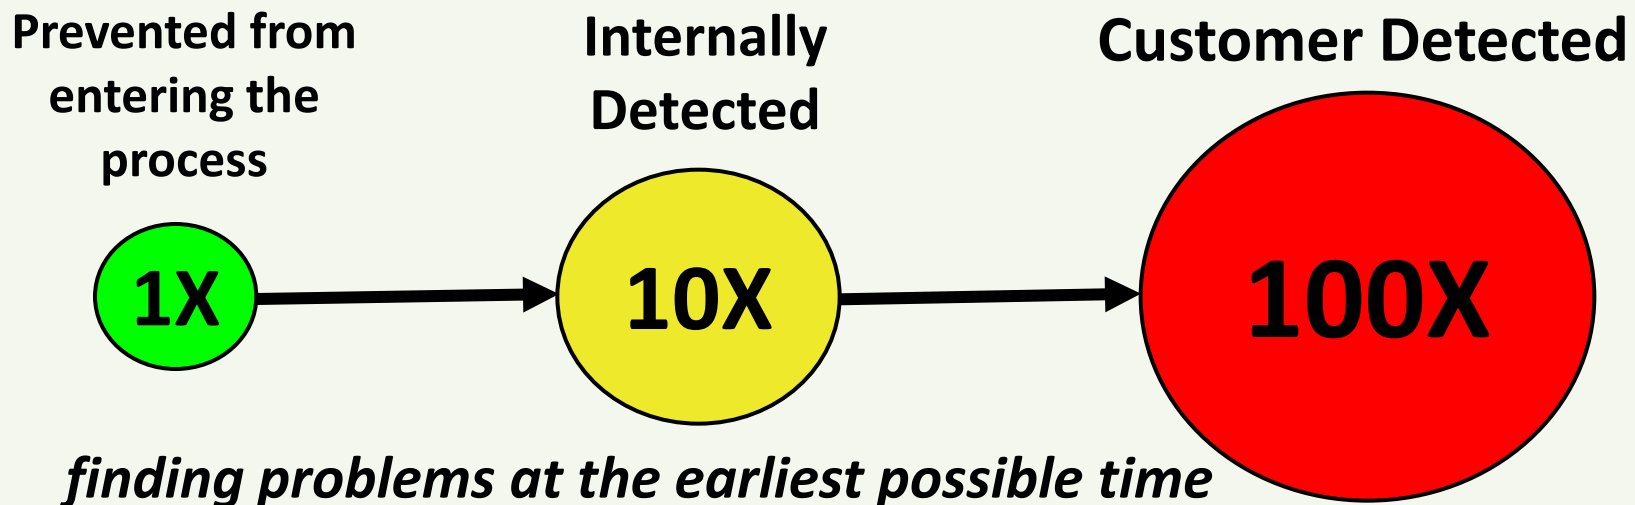 Prevented from
entering the
process
Internally
Detected
Customer Detected
1X
10X
100X
finding problems at the earliest possible time